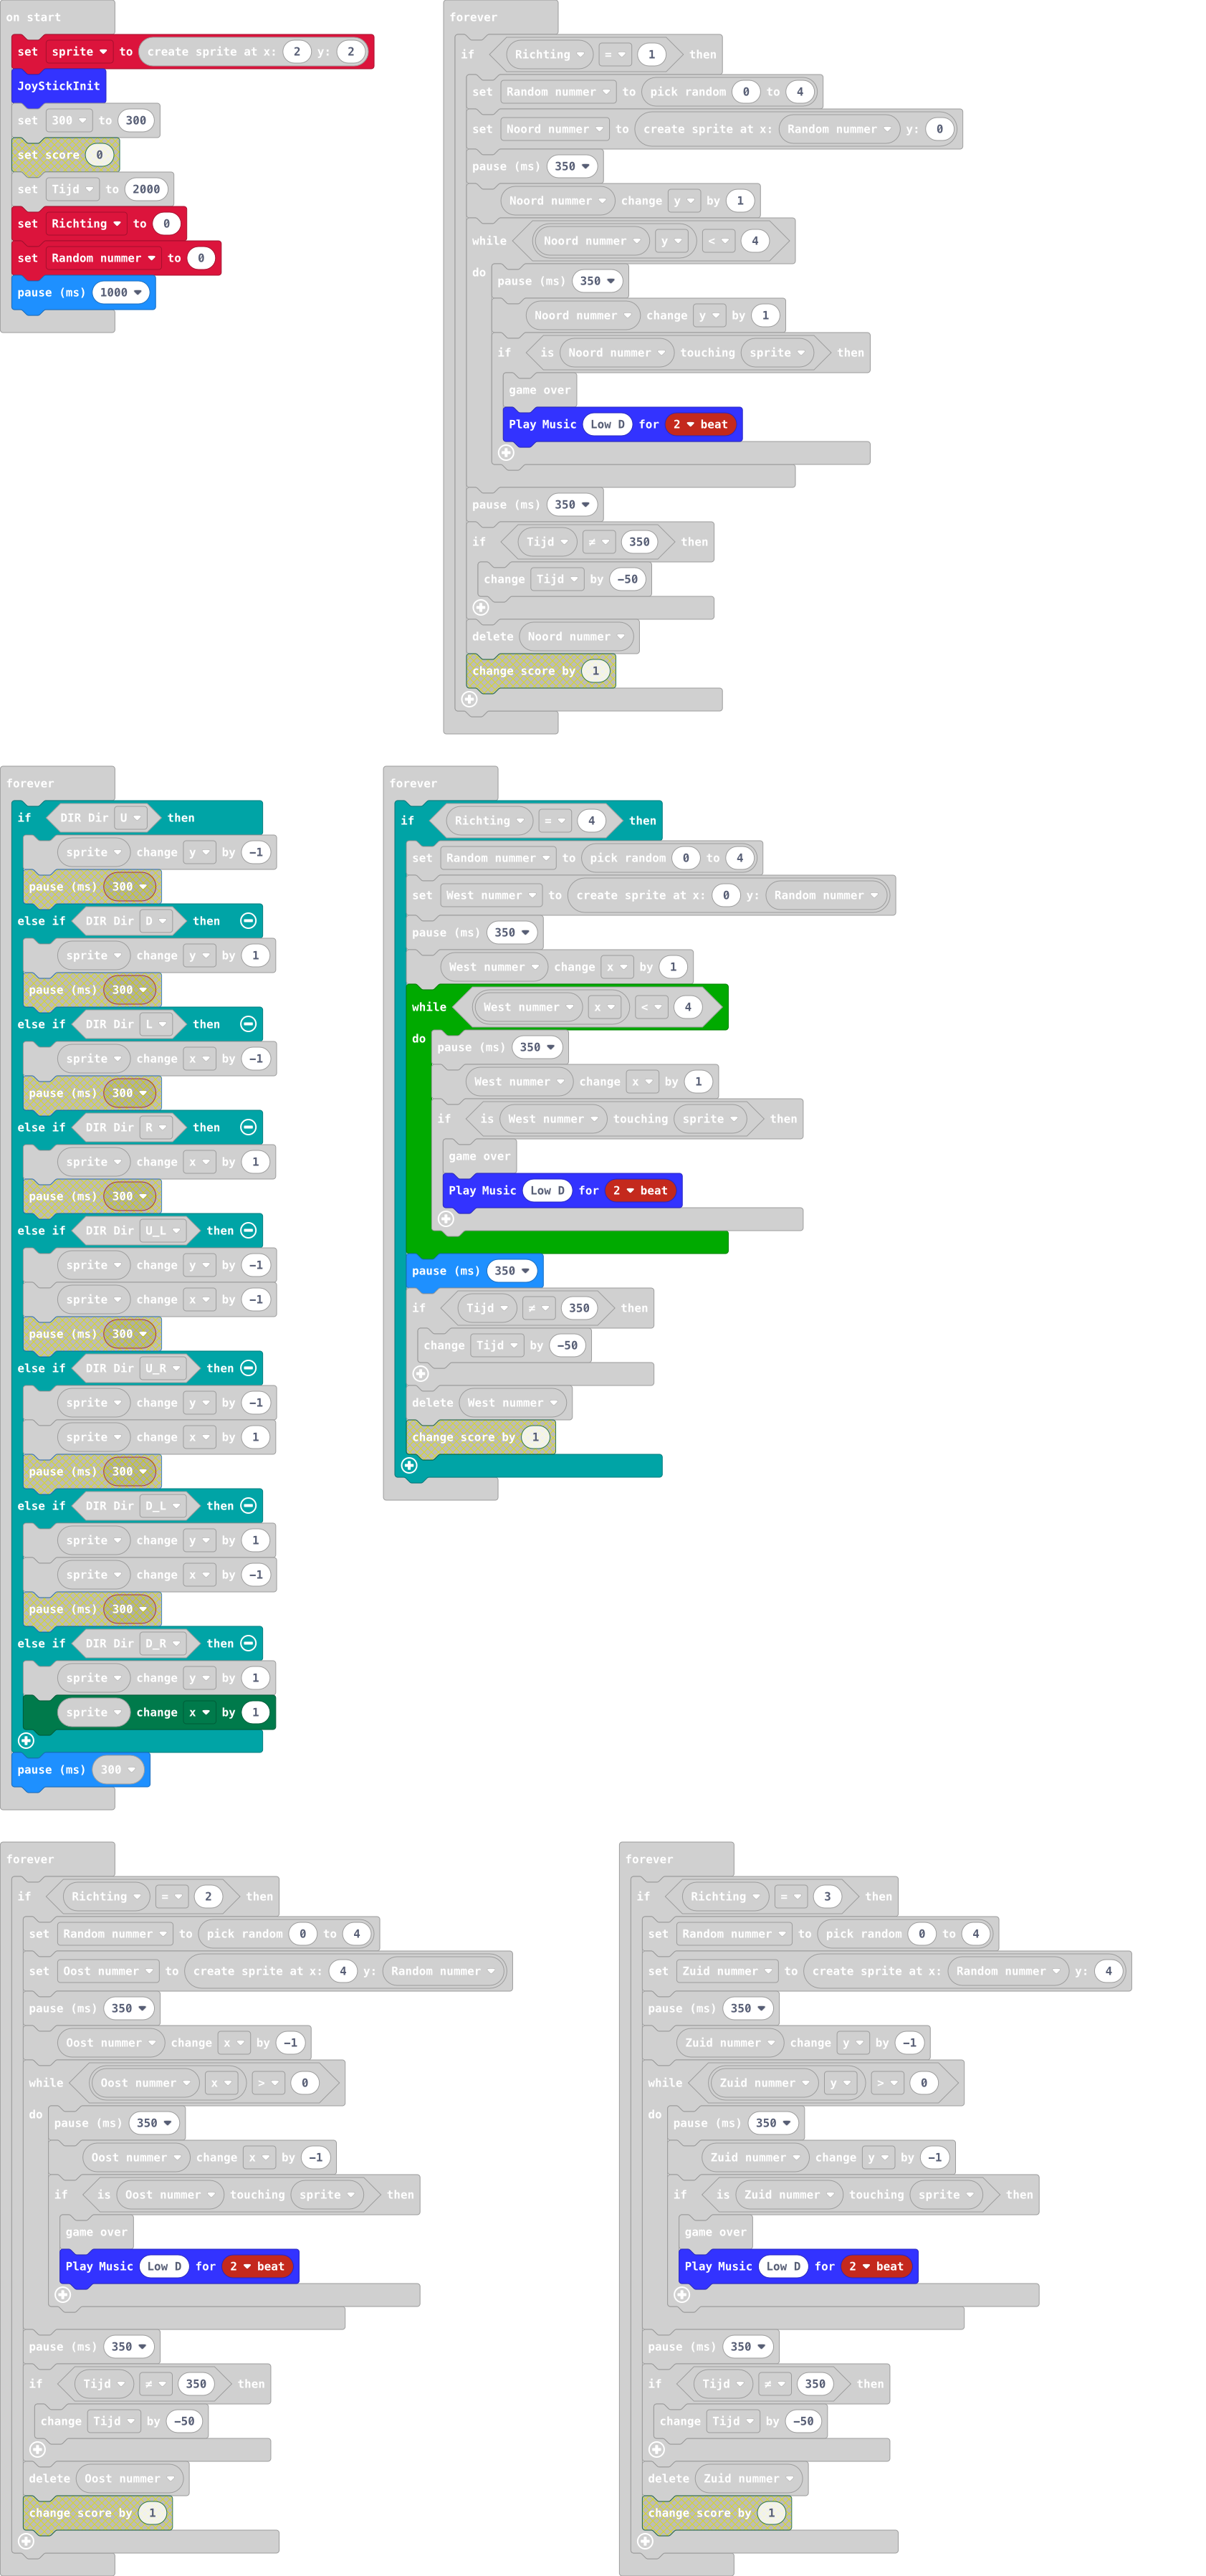 on start
set sprite to create sprite at x: 2 y: 2
JoyStickInit
set 300 to 300
set score 0
set Tijd to 2000
set Richting to 0
set Random nummer to 0
pause (ms) 1000
forever
if Richting = 1 then
set Random nummer to pick random 0 to 4
set Noord nummer to create sprite at x: Random nummer y: 0
pause (ms) 350
Noord nummer change y by 1
while Noord nummer y < 4
do
pause (ms) 350
Noord nummer change y by 1
if is Noord nummer touching sprite then
game over
Play Music Low D for 2 beat
pause (ms) 350
if Tijd ≠ 350 then
change Tijd by -50
delete Noord nummer
change score by 1
forever
if DIR Dir U then
sprite change y by -1
pause (ms) 300
else if DIR Dir D then
sprite change y by 1
pause (ms) 300
else if DIR Dir L then
sprite change x by -1
pause (ms) 300
else if DIR Dir R then
sprite change x by 1
pause (ms) 300
else if DIR Dir U_L then
sprite change y by -1
sprite change x by -1
pause (ms) 300
else if DIR Dir U_R then
sprite change y by -1
sprite change x by 1
pause (ms) 300
else if DIR Dir D_L then
sprite change y by 1
sprite change x by -1
pause (ms) 300
else if DIR Dir D_R then
sprite change y by 1
sprite change x by 1
pause (ms) 300
forever
if Richting = 4 then
set Random nummer to pick random 0 to 4
set West nummer to create sprite at x: 0 y: Random nummer
pause (ms) 350
West nummer change x by 1
while West nummer x < 4
do
pause (ms) 350
West nummer change x by 1
if is West nummer touching sprite then
game over
Play Music Low D for 2 beat
pause (ms) 350
if Tijd ≠ 350 then
change Tijd by -50
delete West nummer
change score by 1
forever
if Richting = 2 then
set Random nummer to pick random 0 to 4
set Oost nummer to create sprite at x: 4 y: Random nummer
pause (ms) 350
Oost nummer change x by -1
while Oost nummer x > 0
do
pause (ms) 350
Oost nummer change x by -1
if is Oost nummer touching sprite then
game over
Play Music Low D for 2 beat
pause (ms) 350
if Tijd ≠ 350 then
change Tijd by -50
delete Oost nummer
change score by 1
forever
if Richting = 3 then
set Random nummer to pick random 0 to 4
set Zuid nummer to create sprite at x: Random nummer y: 4
pause (ms) 350
Zuid nummer change y by -1
while Zuid nummer y > 0
do
pause (ms) 350
Zuid nummer change y by -1
if is Zuid nummer touching sprite then
game over
Play Music Low D for 2 beat
pause (ms) 350
if Tijd ≠ 350 then
change Tijd by -50
delete Zuid nummer
change score by 1